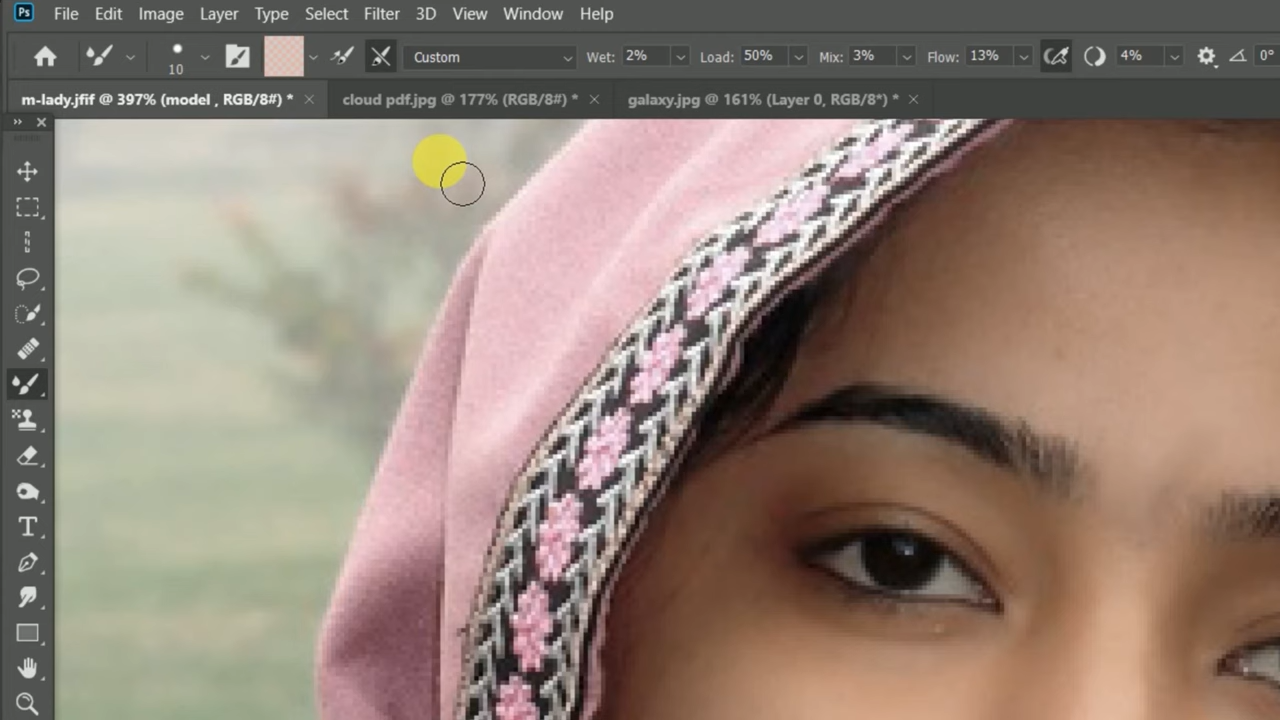 Ps File Edit Image Layer Type Select Filter 3D View Window Help
10 Custom Wet: 2% Load: 50% Mix: 3% Flow: 13% 4% 0°
m-lady.jfif @ 397% (model , RGB/8#) * × cloud pdf.jpg @ 177% (RGB/8#) * × galaxy.jpg @ 161% (Layer 0, RGB/8*) * ×